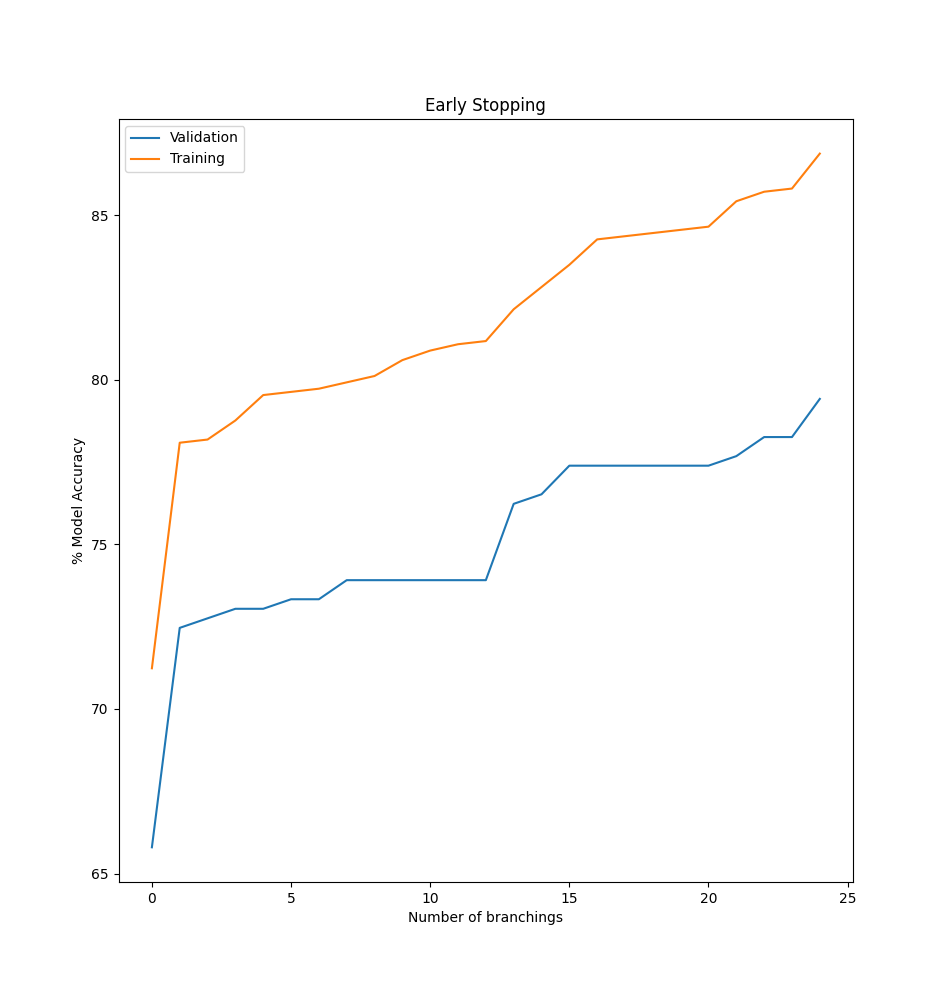 Early Stopping
Validation
Training
85
80
75
70
65
% Model Accuracy
0 5 10 15 20 25
Number of branchings